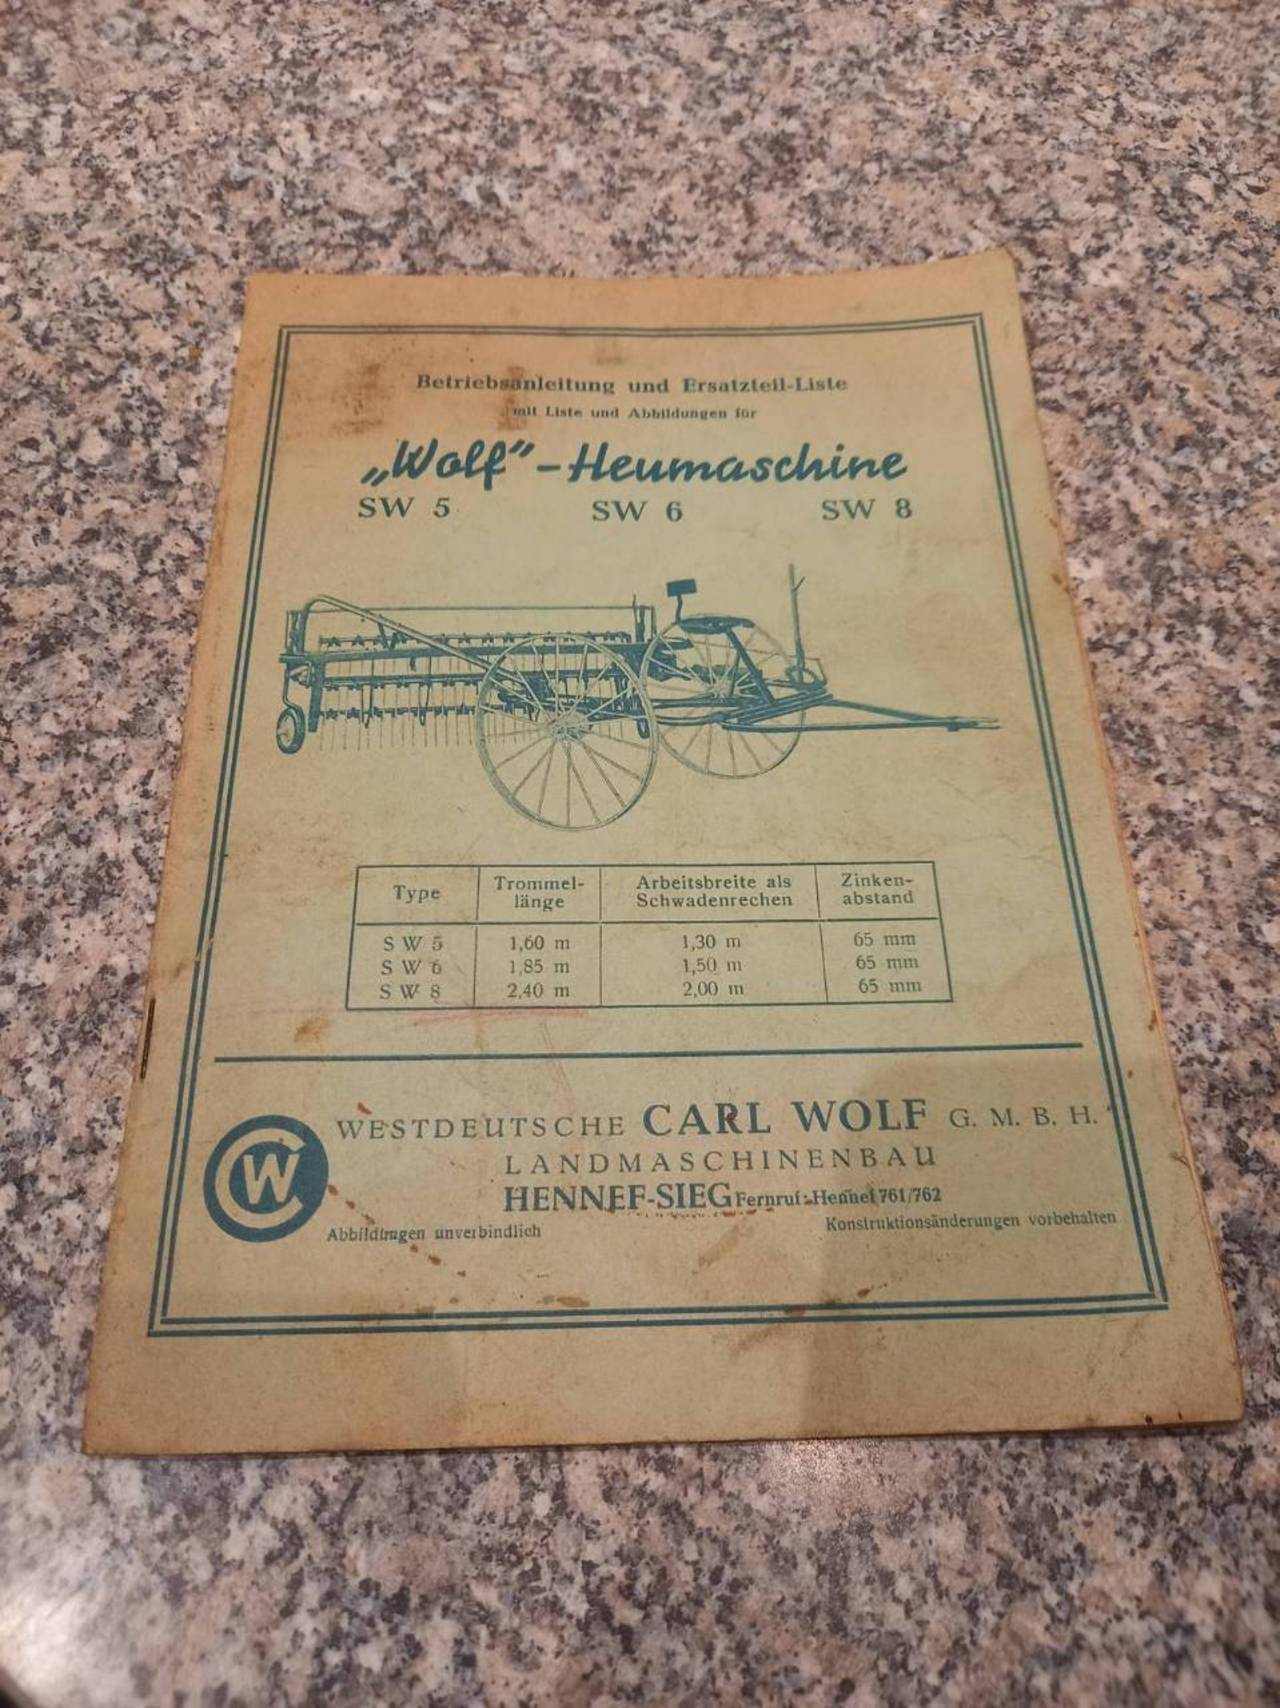 Betriebsanleitung und Ersatzteil-Liste
mit Liste und Abbildungen für
„Wolf"-Heumaschine
SW 5 SW 6 SW 8
Type Trommel-länge Arbeitsbreite als Schwadenrechen Zinken-abstand
SW 5 1,60 m 1,30 m 65 mm
SW 6 1,85 m 1,50 m 65 mm
SW 8 2,40 m 2,00 m 65 mm
WESTDEUTSCHE CARL WOLF G. M. B. H.
LANDMASCHINENBAU
CW
HENNEF-SIEG Fernruf: Hennef 761/762
Abbildungen unverbindlich Konstruktionsänderungen vorbehalten